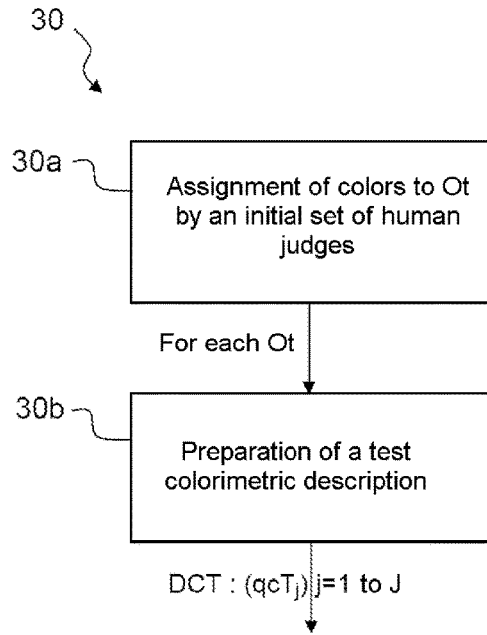 30
30a
Assignment of colors to Ot
by an initial set of human
judges
For each Ot
30b
Preparation of a test
colorimetric description
DCT : (qcTj) j=1 to J